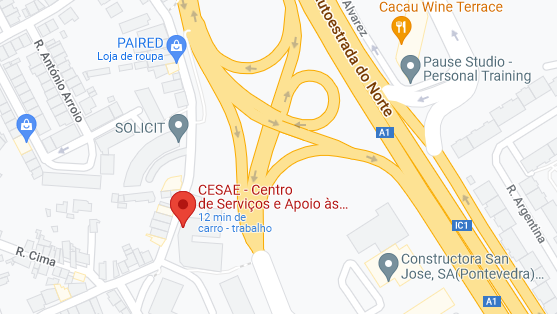 Cacau Wine Terrace
Autoestrada do Norte
Alvarez
PAIRED
Loja de roupa
Pause Studio -
Personal Training
R. António Arroio
SOLICIT
A1
CESAE - Centro
de Serviços e Apoio às...
12 min de
carro - trabalho
R. Argentina
IC1
R. Cima
Constructora San
Jose, SA(Pontevedra)...
A1